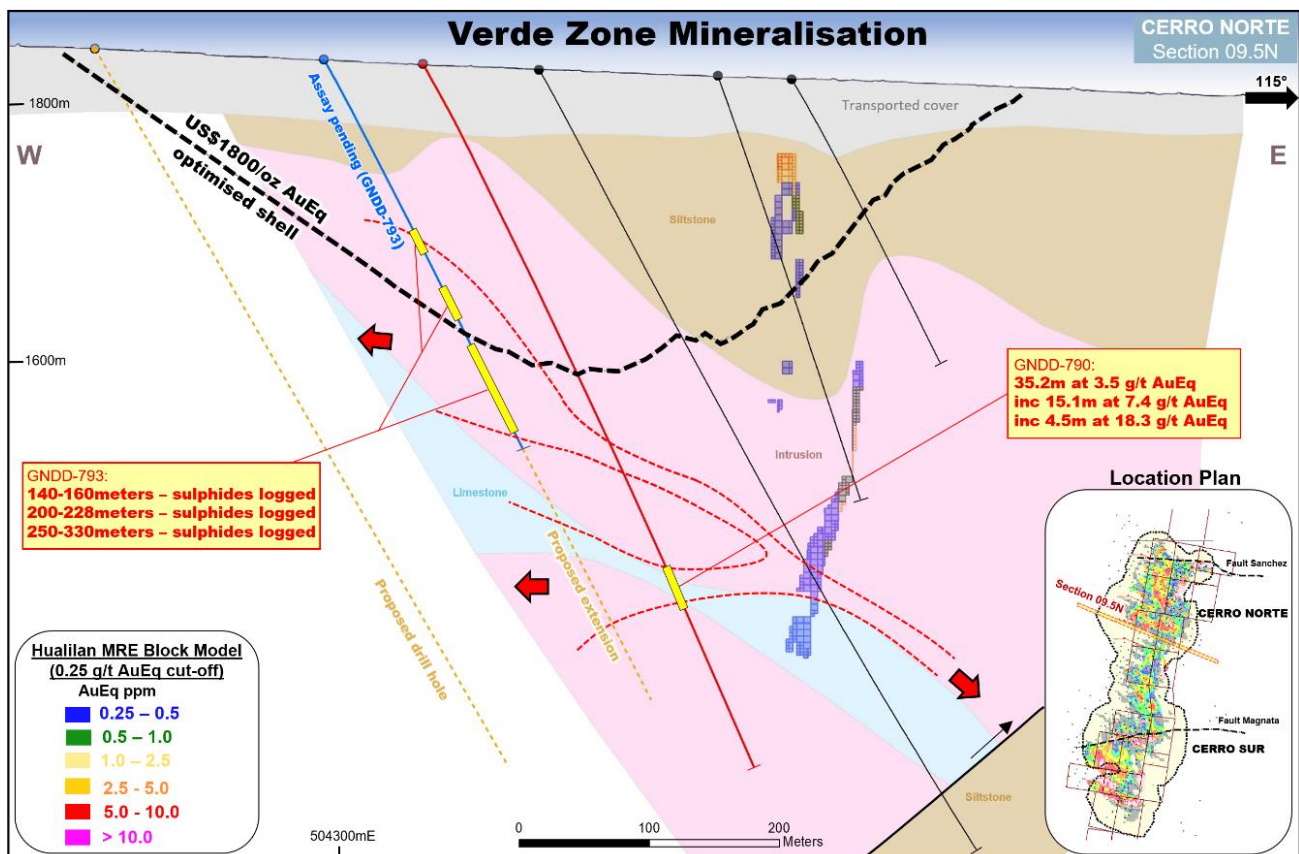 Verde Zone Mineralisation
CERRO NORTE
Section 09.5N
115°
1800m
Transported cover
W
E
US$1800/oz AuEq
optimised shell
Assay pending (GNDD-793)
Siltstone
1600m
GNDD-790:
35.2m at 3.5 g/t AuEq
inc 15.1m at 7.4 g/t AuEq
inc 4.5m at 18.3 g/t AuEq
Intrusion
GNDD-793:
140-160meters – sulphides logged
200-228meters – sulphides logged
250-330meters – sulphides logged
Limestone
Proposed extension
Proposed drill hole
Location Plan
Fault Sanchez
Section 09.5N
CERRO NORTE
Fault Magnata
CERRO SUR
Hualilan MRE Block Model
(0.25 g/t AuEq cut-off)
AuEq ppm
0.25 – 0.5
0.5 – 1.0
1.0 – 2.5
2.5 - 5.0
5.0 - 10.0
> 10.0
Siltstone
504300mE
0 100 200
Meters